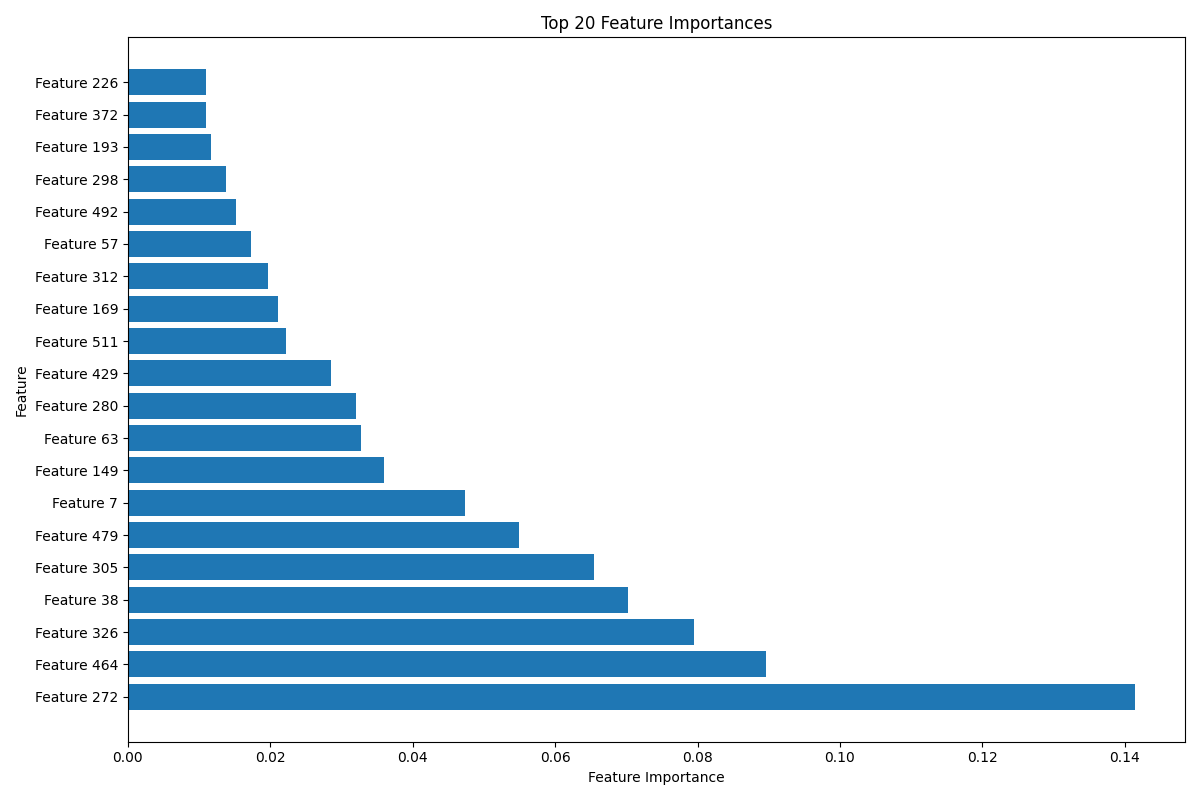 Top 20 Feature Importances
Feature
Feature 226
Feature 372
Feature 193
Feature 298
Feature 492
Feature 57
Feature 312
Feature 169
Feature 511
Feature 429
Feature 280
Feature 63
Feature 149
Feature 7
Feature 479
Feature 305
Feature 38
Feature 326
Feature 464
Feature 272
0.00 0.02 0.04 0.06 0.08 0.10 0.12 0.14
Feature Importance